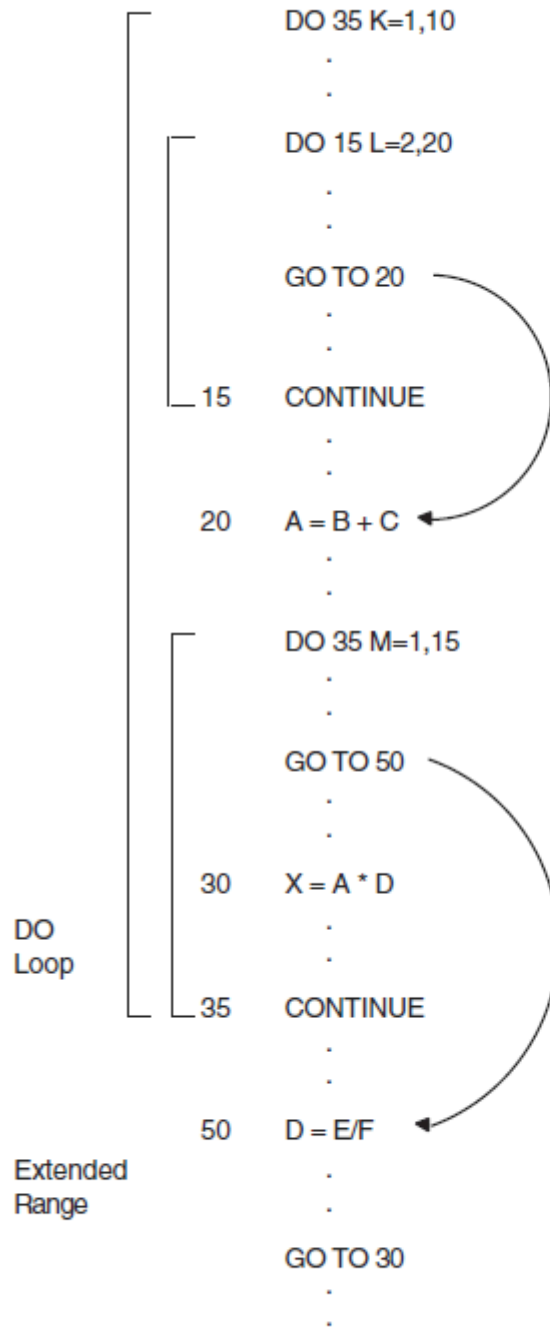 DO 35 K=1,10
.
.
DO 15 L=2,20
.
.
GO TO 20
.
.
15 CONTINUE
.
.
20 A = B + C
.
.
DO 35 M=1,15
.
.
GO TO 50
.
.
30 X = A * D
DO
.
Loop
.
35 CONTINUE
.
.
50 D = E/F
Extended
.
Range
.
GO TO 30
.
.